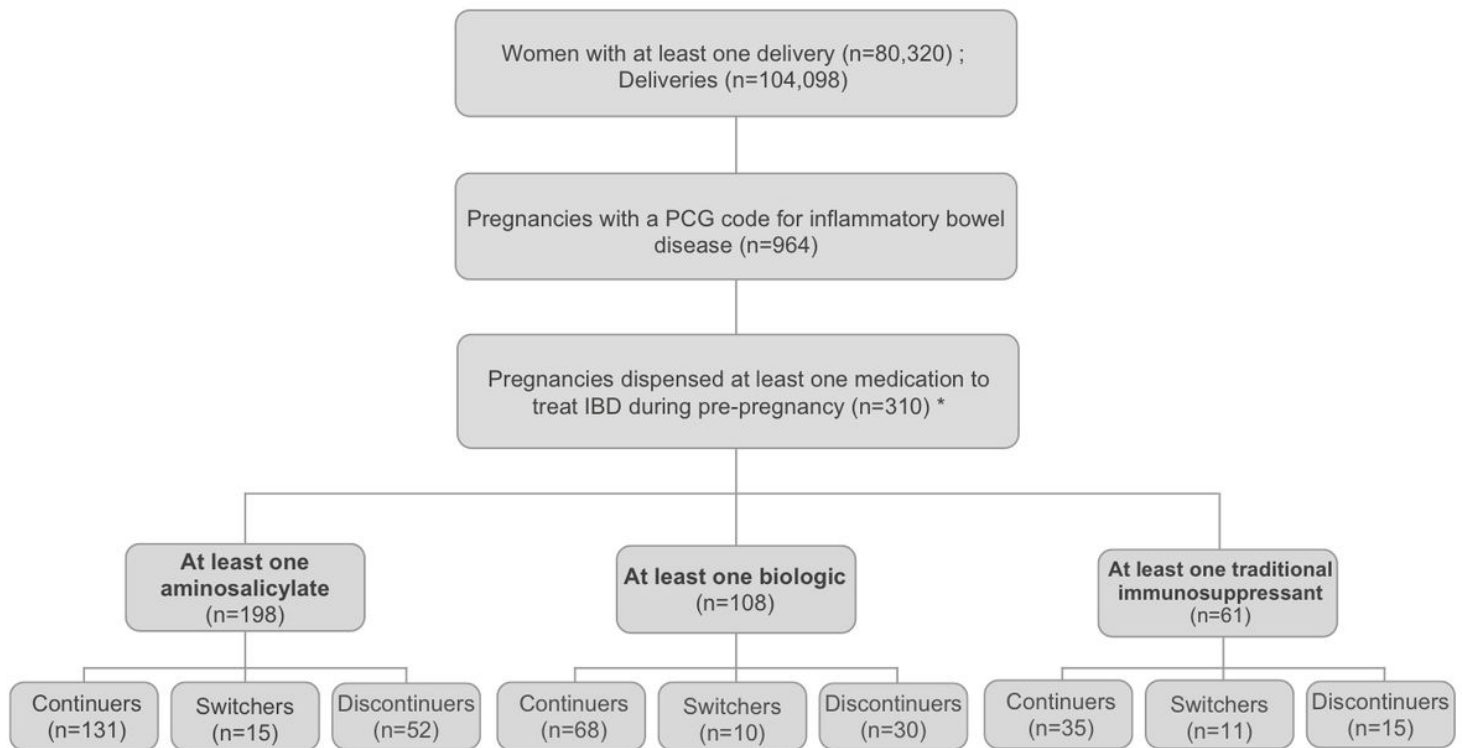 Women with at least one delivery (n=80,320) ;
Deliveries (n=104,098)
Pregnancies with a PCG code for inflammatory bowel
disease (n=964)
Pregnancies dispensed at least one medication to
treat IBD during pre-pregnancy (n=310) *
At least one
aminosalicylate
(n=198)
At least one biologic
(n=108)
At least one traditional
immunosuppressant
(n=61)
Continuers
(n=131)
Switchers
(n=15)
Discontinuers
(n=52)
Continuers
(n=68)
Switchers
(n=10)
Discontinuers
(n=30)
Continuers
(n=35)
Switchers
(n=11)
Discontinuers
(n=15)